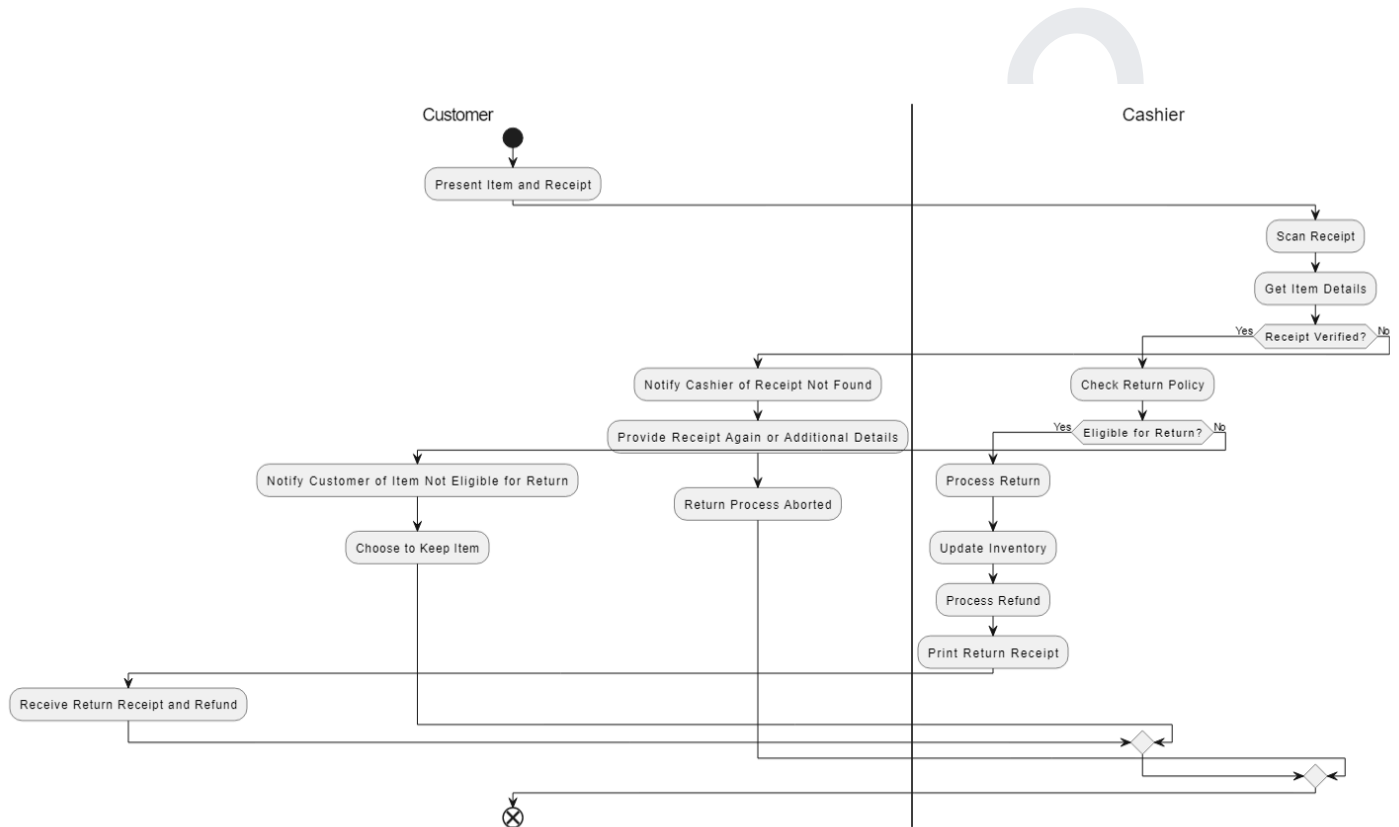 Customer
Cashier
Present Item and Receipt
Scan Receipt
Get Item Details
Yes
Receipt Verified?
No
Notify Cashier of Receipt Not Found
Check Return Policy
Provide Receipt Again or Additional Details
Yes
Eligible for Return?
No
Notify Customer of Item Not Eligible for Return
Process Return
Return Process Aborted
Choose to Keep Item
Update Inventory
Process Refund
Print Return Receipt
Receive Return Receipt and Refund